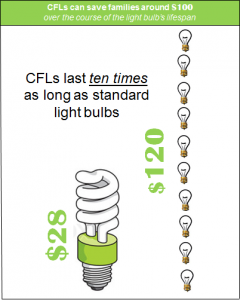 CFLs can save families around $100
over the course of the light bulb's lifespan
CFLs last ten times
as long as standard
light bulbs
$28
$120